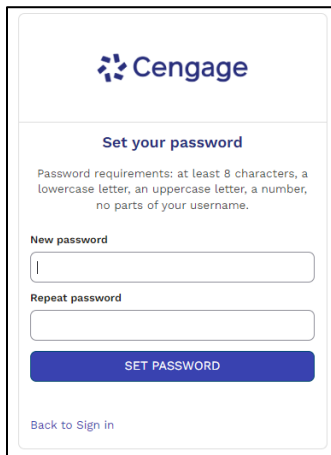 Cengage
Set your password
Password requirements: at least 8 characters, a
lowercase letter, an uppercase letter, a number,
no parts of your username.
New password
Repeat password
SET PASSWORD
Back to Sign in